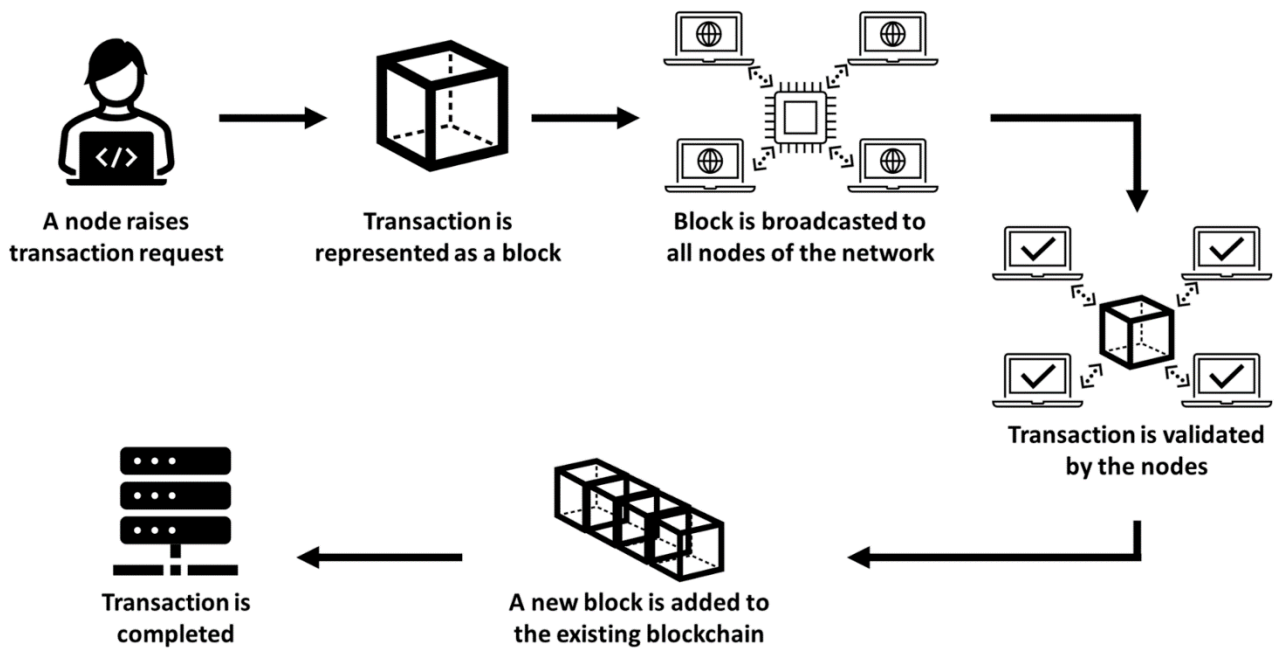 </>
A node raises
transaction request
Transaction is
represented as a block
Block is broadcasted to
all nodes of the network
Transaction is validated
by the nodes
A new block is added to
the existing blockchain
Transaction is
completed